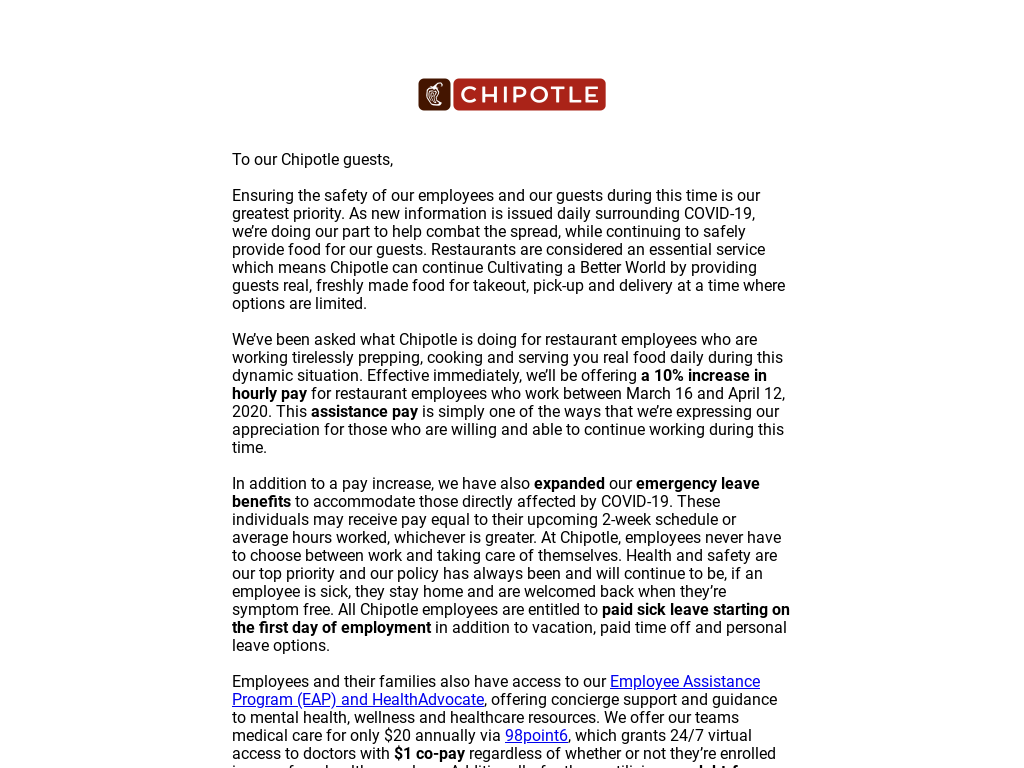 CHIPOTLE
To our Chipotle guests,
Ensuring the safety of our employees and our guests during this time is our
greatest priority. As new information is issued daily surrounding COVID-19,
we’re doing our part to help combat the spread, while continuing to safely
provide food for our guests. Restaurants are considered an essential service
which means Chipotle can continue Cultivating a Better World by providing
guests real, freshly made food for takeout, pick-up and delivery at a time where
options are limited.
We’ve been asked what Chipotle is doing for restaurant employees who are
working tirelessly prepping, cooking and serving you real food daily during this
dynamic situation. Effective immediately, we’ll be offering a 10% increase in
hourly pay for restaurant employees who work between March 16 and April 12,
2020. This assistance pay is simply one of the ways that we’re expressing our
appreciation for those who are willing and able to continue working during this
time.
In addition to a pay increase, we have also expanded our emergency leave
benefits to accommodate those directly affected by COVID-19. These
individuals may receive pay equal to their upcoming 2-week schedule or
average hours worked, whichever is greater. At Chipotle, employees never have
to choose between work and taking care of themselves. Health and safety are
our top priority and our policy has always been and will continue to be, if an
employee is sick, they stay home and are welcomed back when they’re
symptom free. All Chipotle employees are entitled to paid sick leave starting on
the first day of employment in addition to vacation, paid time off and personal
leave options.
Employees and their families also have access to our Employee Assistance
Program (EAP) and HealthAdvocate, offering concierge support and guidance
to mental health, wellness and healthcare resources. We offer our teams
medical care for only $20 annually via 98point6, which grants 24/7 virtual
access to doctors with $1 co-pay regardless of whether or not they’re enrolled